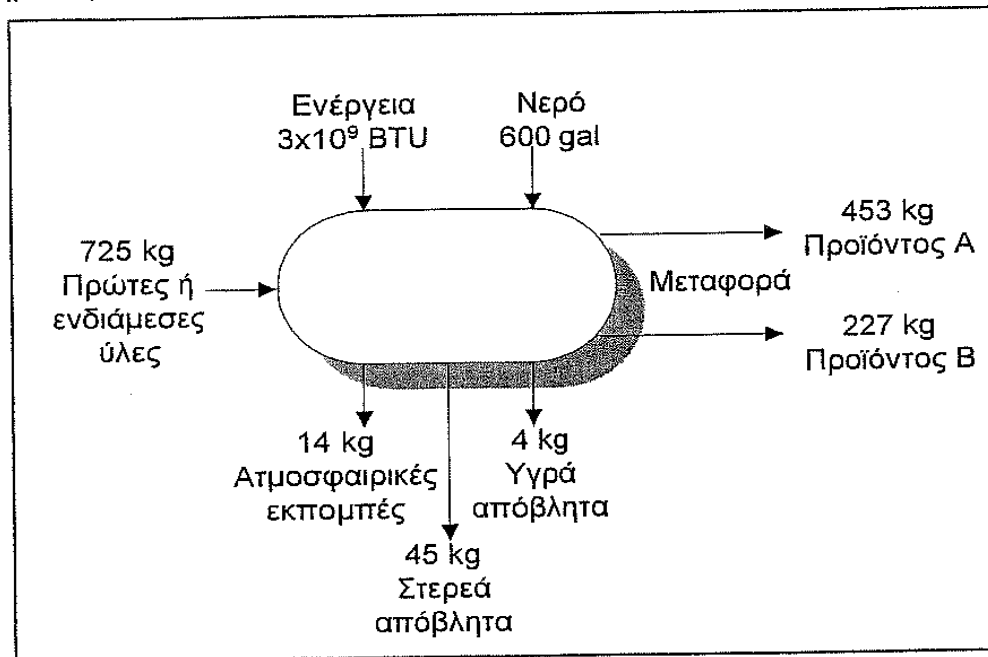 Ενέργεια
3x10⁹ BTU
Νερό
600 gal
725 kg
Πρώτες ή
ενδιάμεσες
ύλες
453 kg
Προϊόντος Α
Μεταφορά
227 kg
Προϊόντος Β
14 kg
Ατμοσφαιρικές
εκπομπές
4 kg
Υγρά
απόβλητα
45 kg
Στερεά
απόβλητα